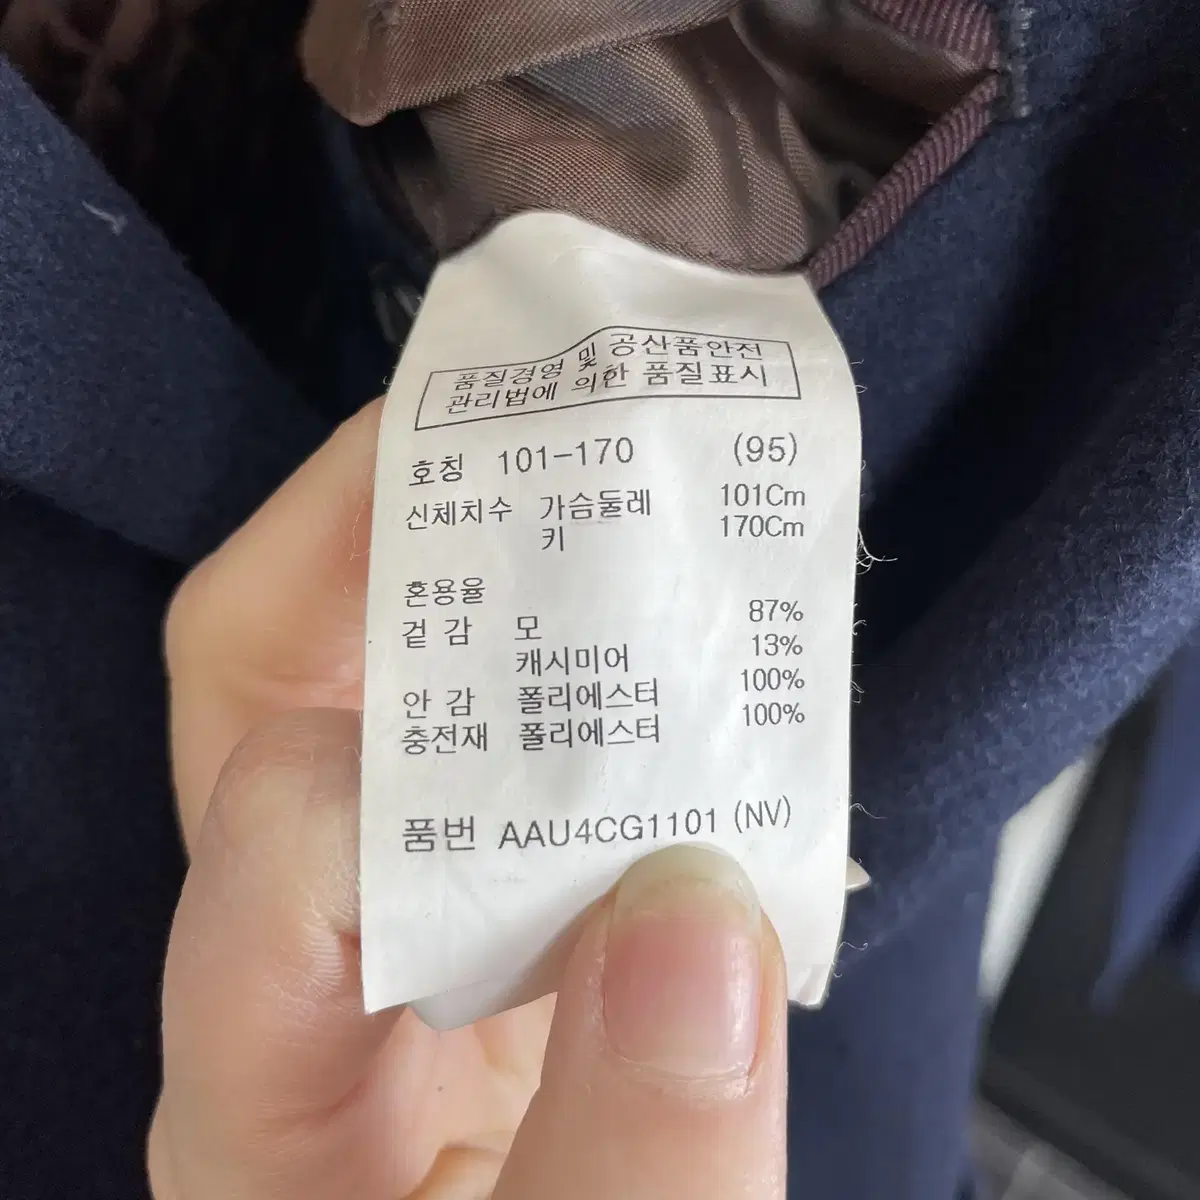 품질경영 및 공산품안전
관리법에 의한 품질표시
호칭 101-170 (95)
신체치수 가슴둘레 101Cm
키 170Cm
혼용율
겉 감 모 87%
캐시미어 13%
안 감 폴리에스터 100%
충전재 폴리에스터 100%
품번 AAU4CG1101 (NV)